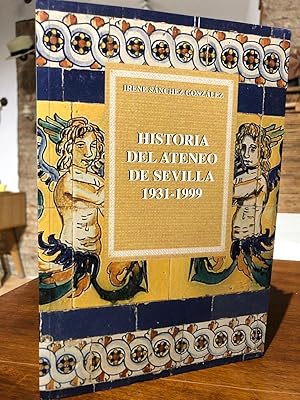 IRENE SÁNCHEZ GONZÁLEZ
HISTORIA
DEL ATENEO
DE SEVILLA
1931-1999